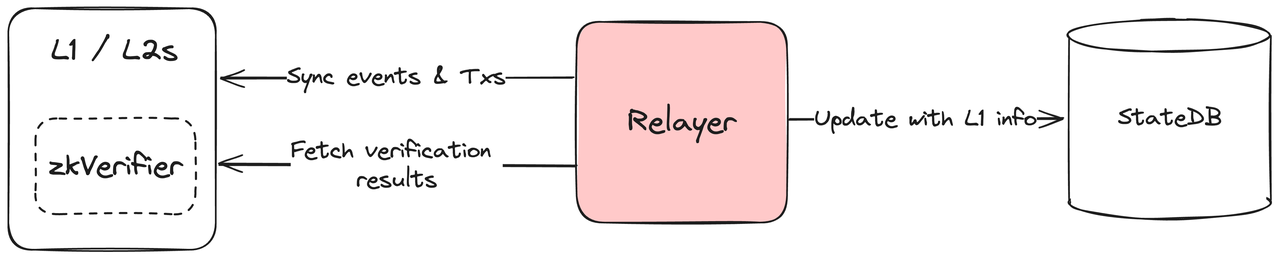 L1 / L2s
zkVerifier
Sync events & Txs
Fetch verification
results
Relayer
Update with L1 info
StateDB